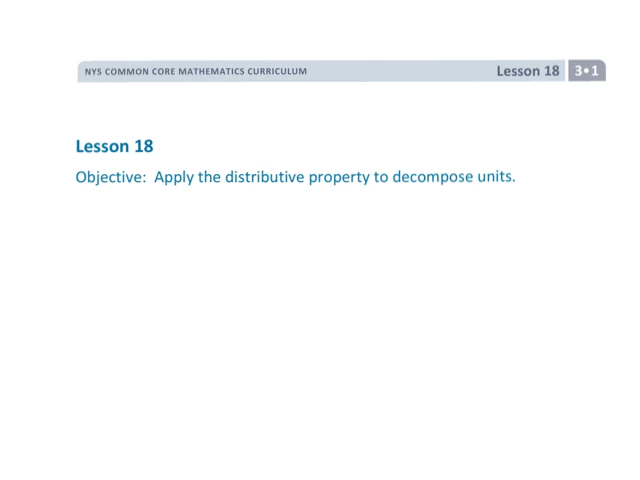 NYS COMMON CORE MATHEMATICS CURRICULUM Lesson 18 3•1
Lesson 18
Objective: Apply the distributive property to decompose units.